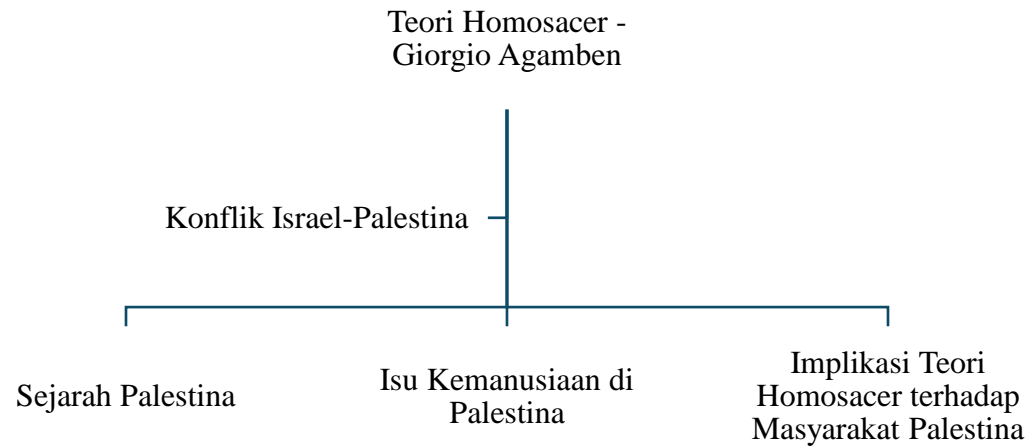 Teori Homosacer -
Giorgio Agamben
Konflik Israel-Palestina
Sejarah Palestina
Isu Kemanusiaan di
Palestina
Implikasi Teori
Homosacer terhadap
Masyarakat Palestina